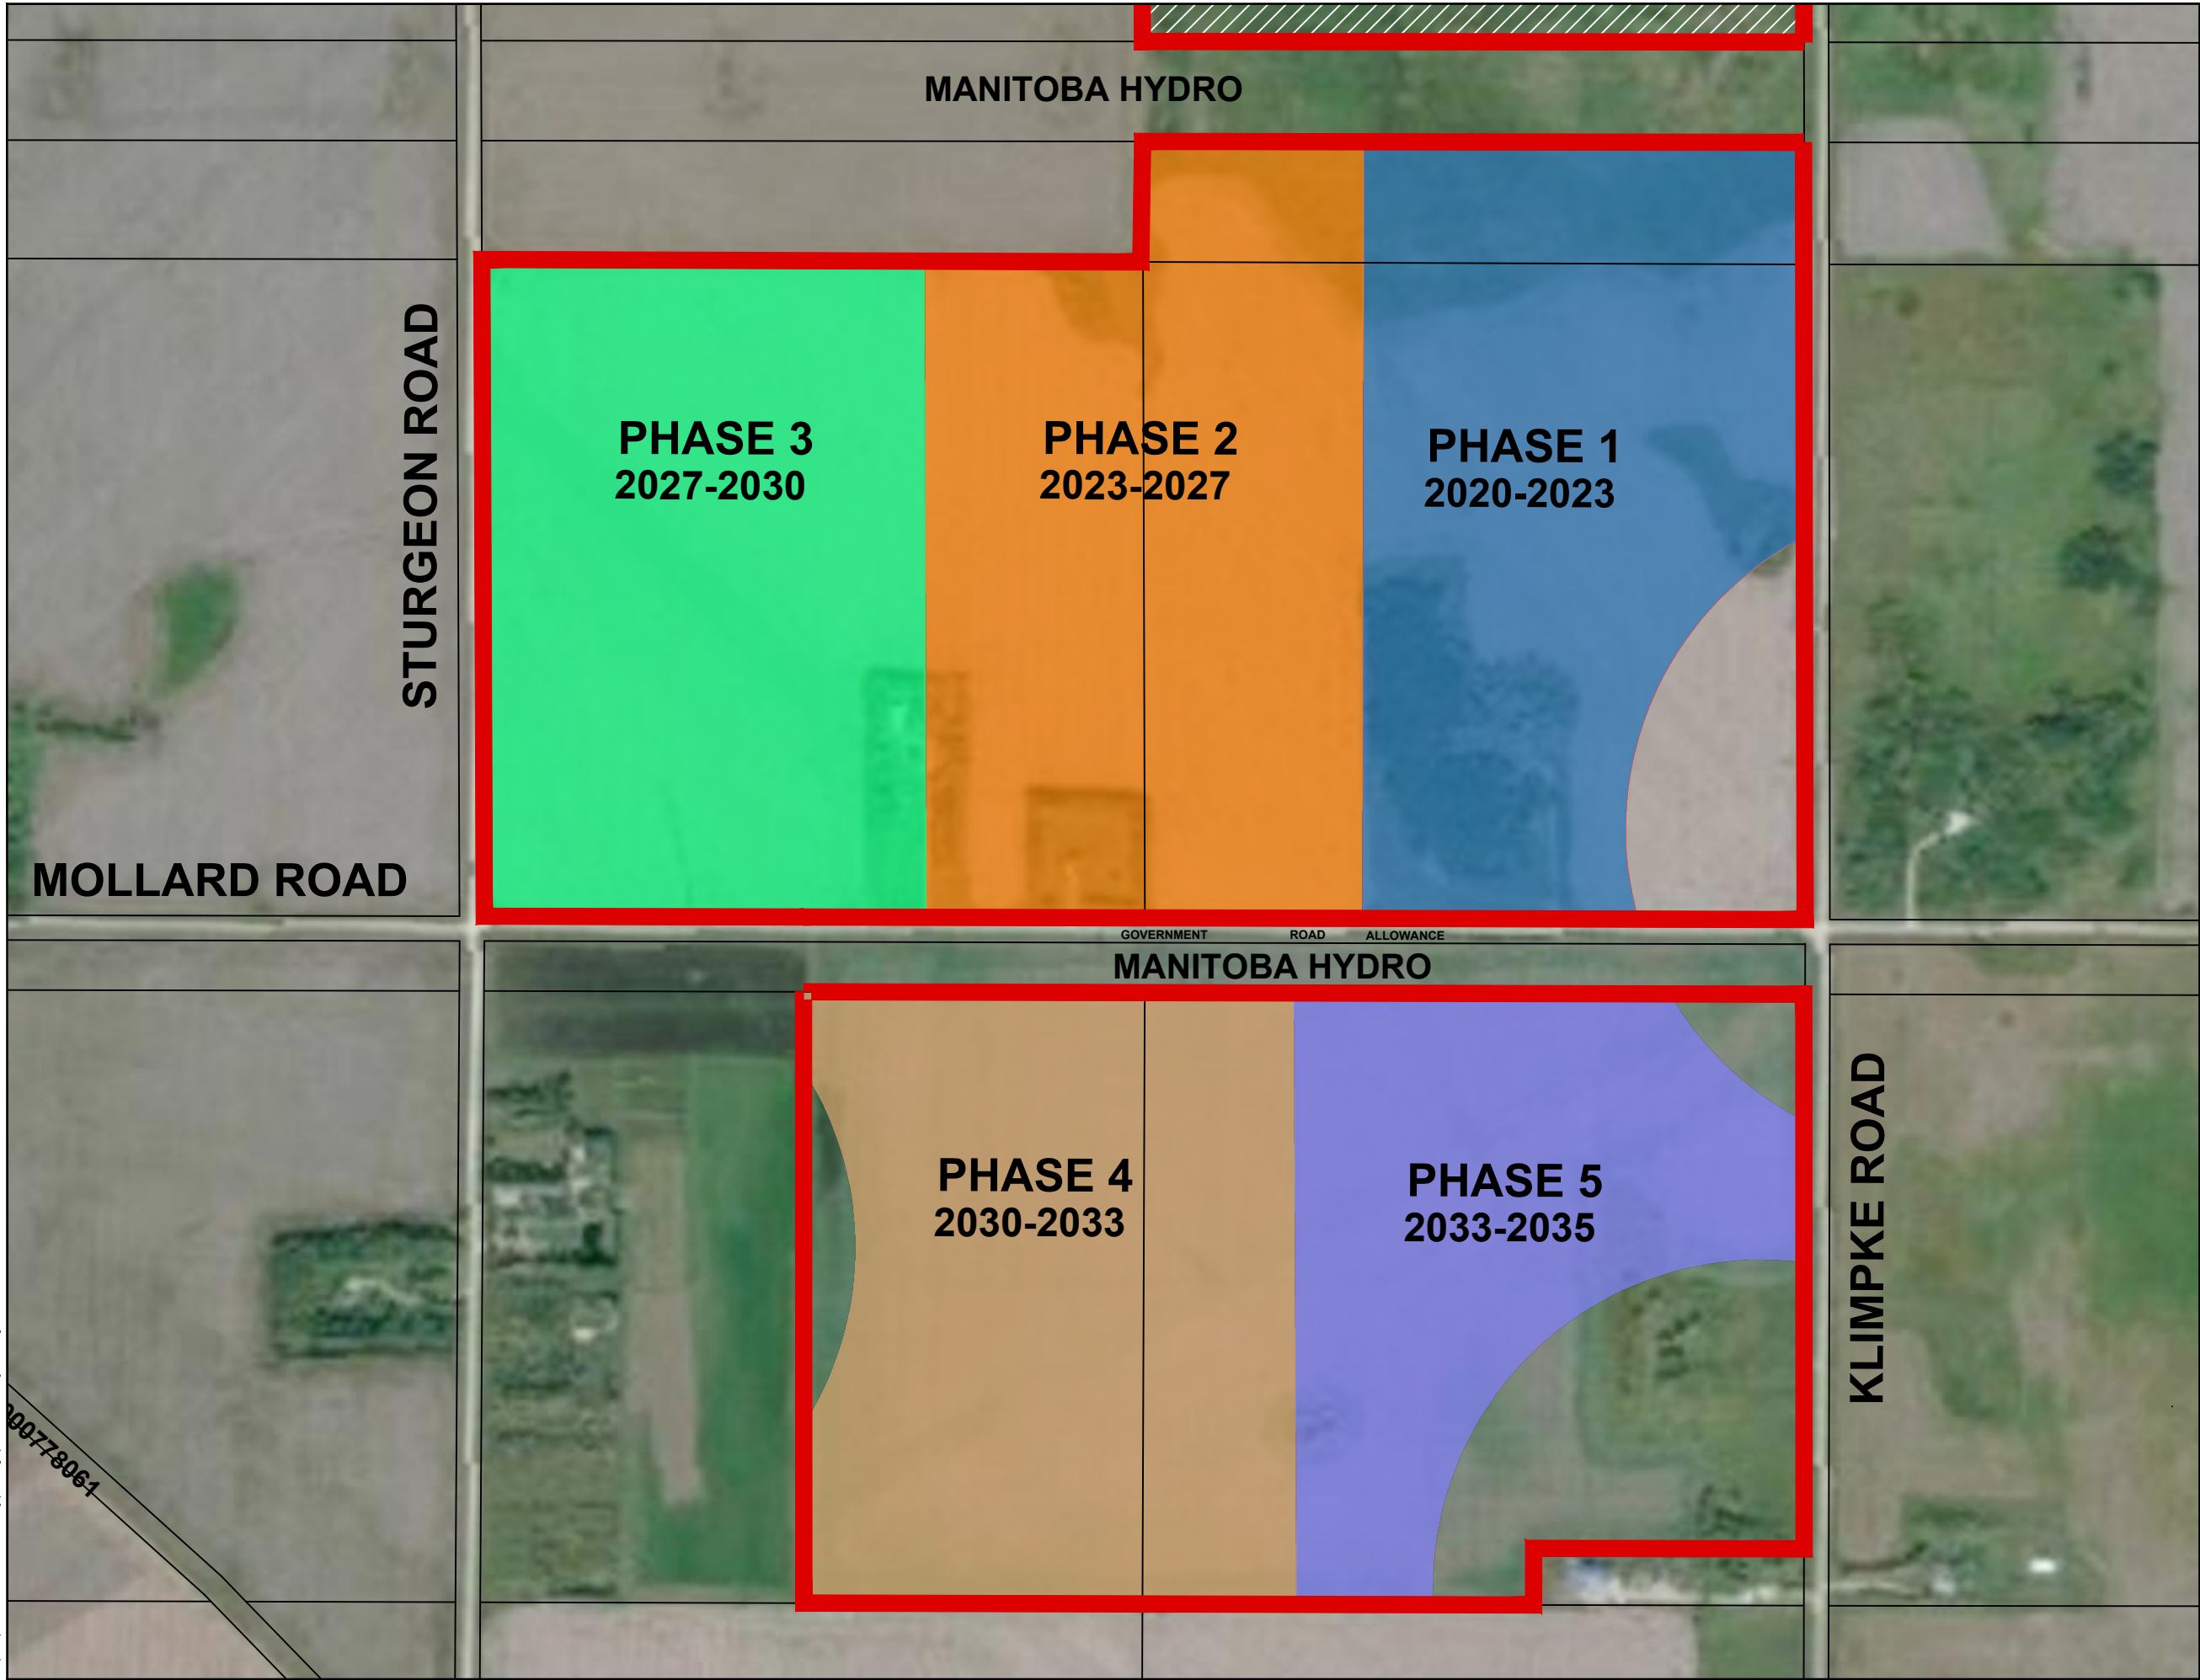 MANITOBA HYDRO
STURGEON ROAD
PHASE 3
2027-2030
PHASE 2
2023-2027
PHASE 1
2020-2023
MOLLARD ROAD
GOVERNMENT ROAD ALLOWANCE
MANITOBA HYDRO
PHASE 4
2030-2033
PHASE 5
2033-2035
KLIMPKE ROAD